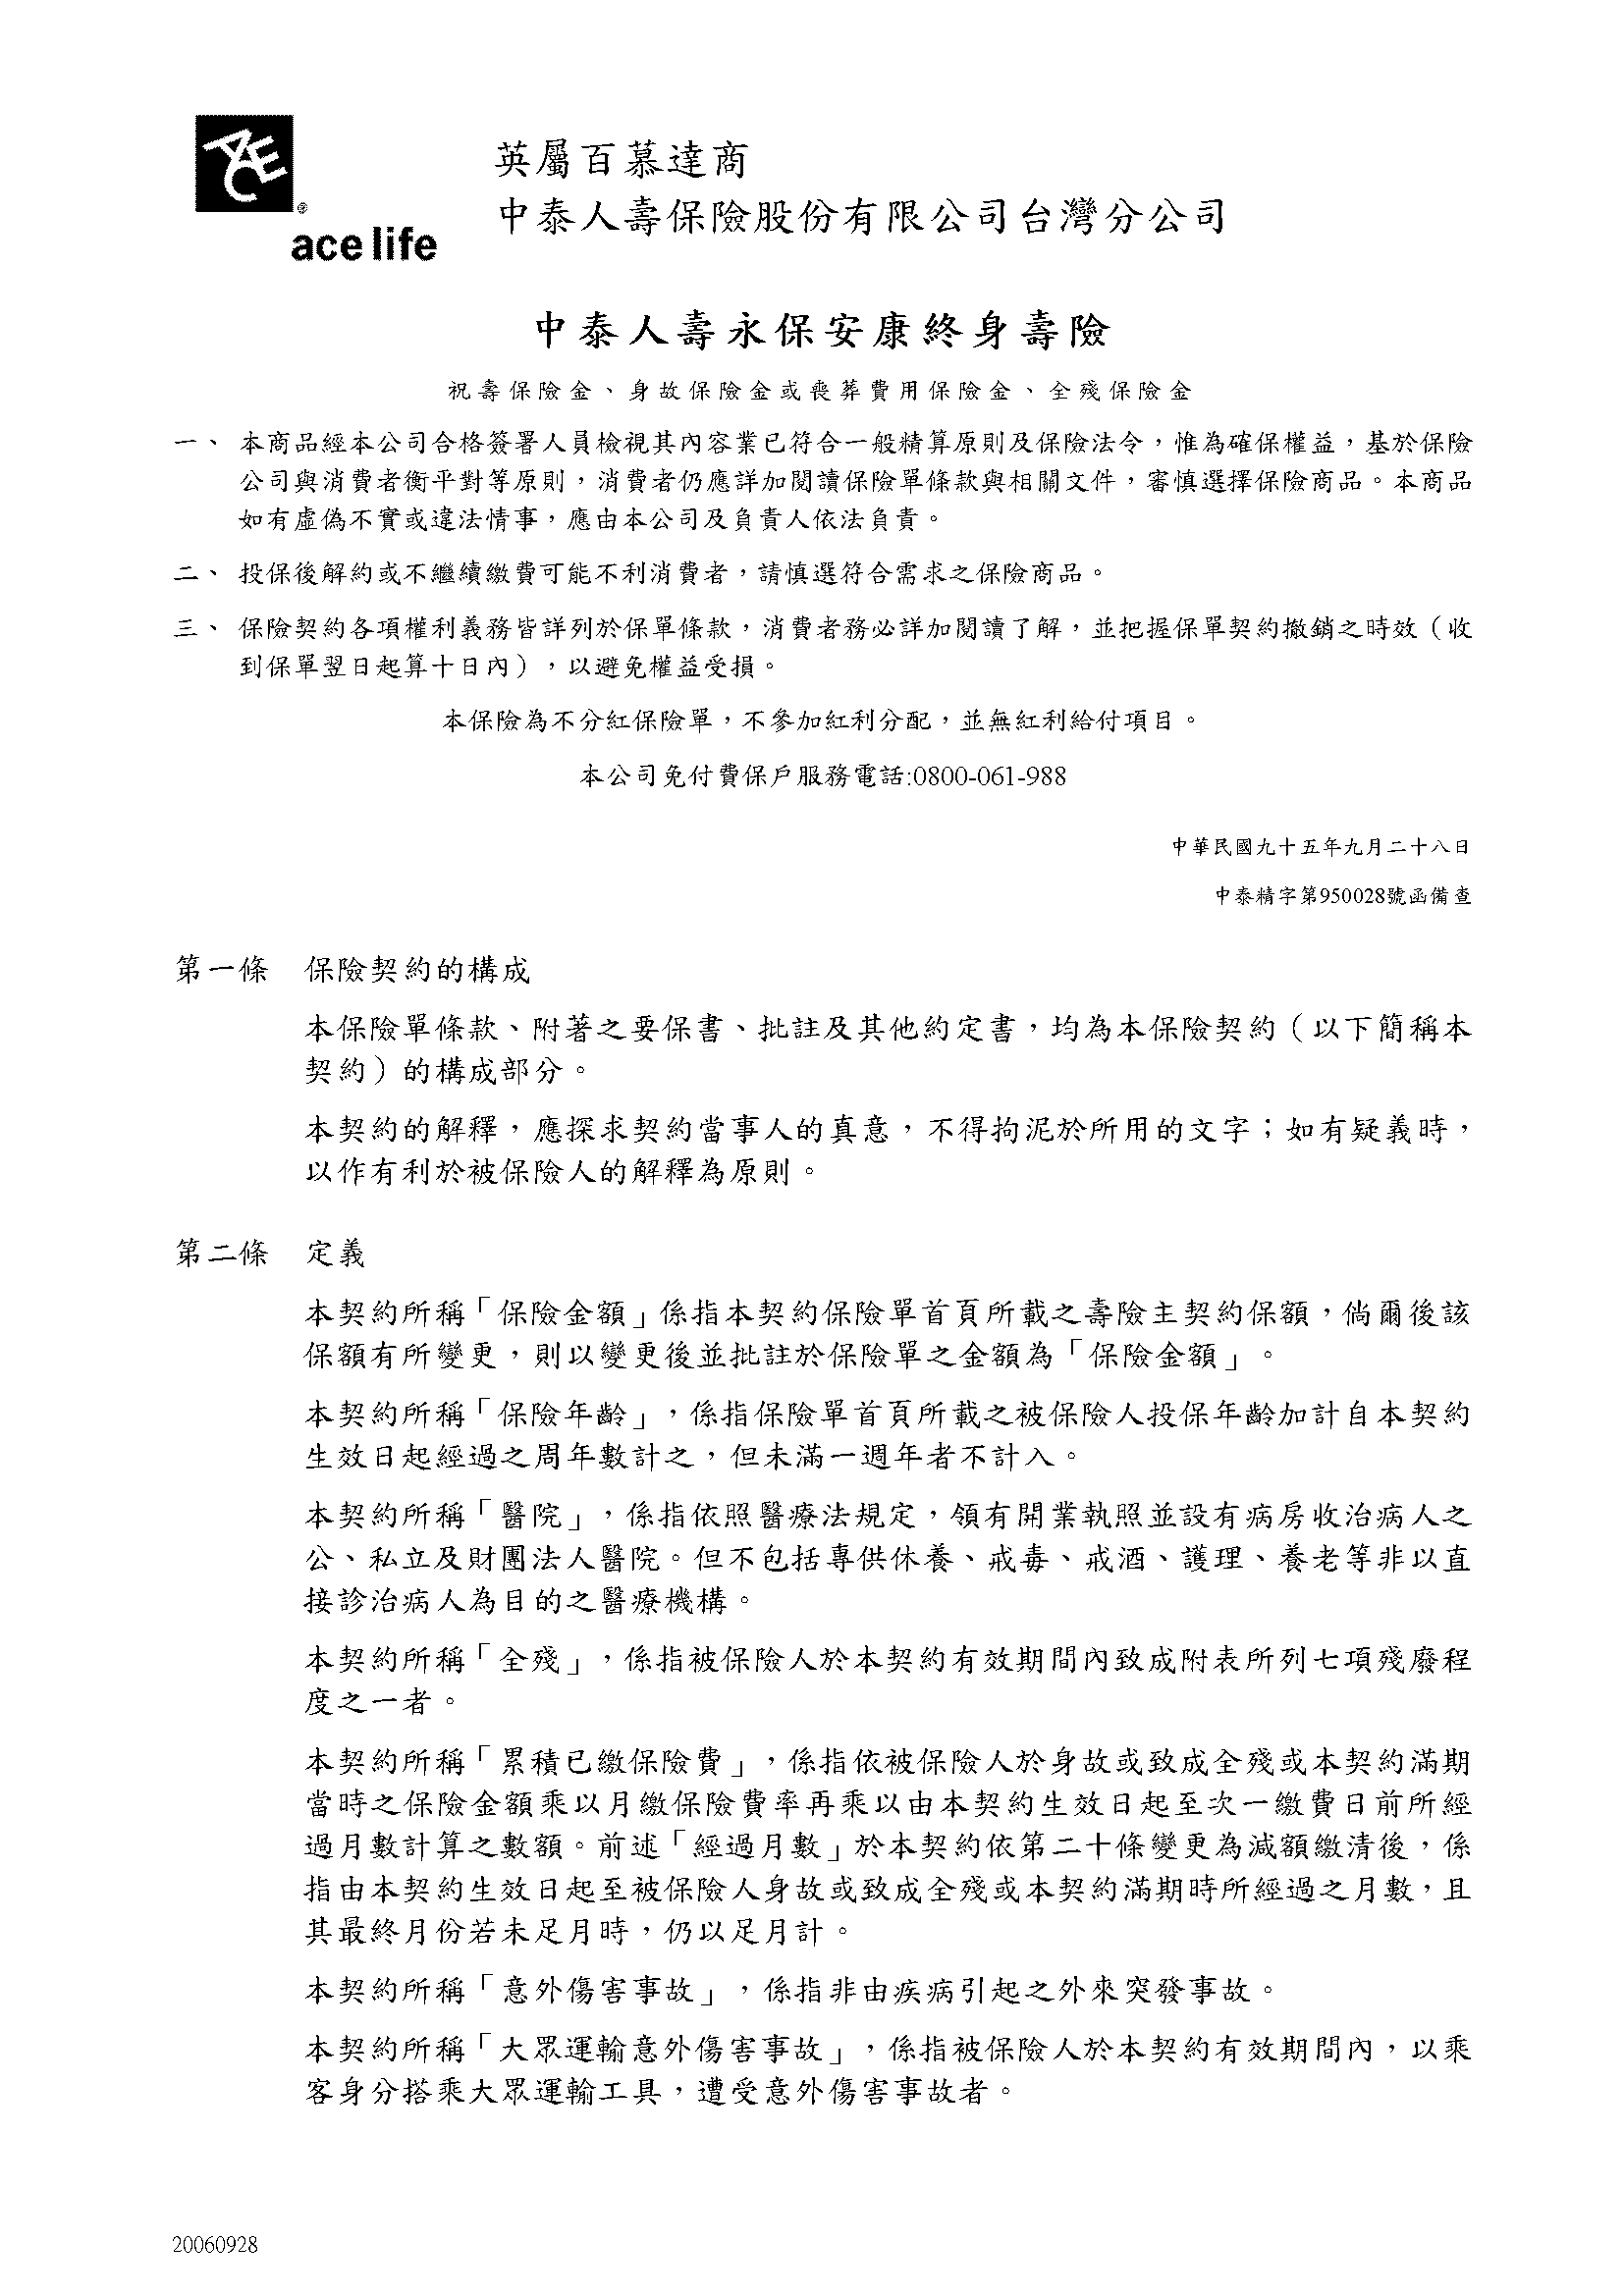 ACE
®
ace life
英屬百慕達商
中泰人壽保險股份有限公司台灣分公司
中泰人壽永保安康終身壽險
祝壽保險金、身故保險金或喪葬費用保險金、全殘保險金
一、 本商品經本公司合格簽署人員檢視其內容業已符合一般精算原則及保險法令，惟為確保權益，基於保險
公司與消費者衡平對等原則，消費者仍應詳加閱讀保險單條款與相關文件，審慎選擇保險商品。本商品
如有虛偽不實或違法情事，應由本公司及負責人依法負責。
二、 投保後解約或不繼續繳費可能不利消費者，請慎選符合需求之保險商品。
三、 保險契約各項權利義務皆詳列於保單條款，消費者務必詳加閱讀了解，並把握保單契約撤銷之時效（收
到保單翌日起算十日內），以避免權益受損。
本保險為不分紅保險單，不參加紅利分配，並無紅利給付項目。
本公司免付費保戶服務電話:0800-061-988
中華民國九十五年九月二十八日
中泰精字第950028號函備查
第一條 保險契約的構成
本保險單條款、附著之要保書、批註及其他約定書，均為本保險契約（以下簡稱本
契約）的構成部分。
本契約的解釋，應探求契約當事人的真意，不得拘泥於所用的文字；如有疑義時，
以作有利於被保險人的解釋為原則。
第二條 定義
本契約所稱「保險金額」係指本契約保險單首頁所載之壽險主契約保額，倘爾後該
保額有所變更，則以變更後並批註於保險單之金額為「保險金額」。
本契約所稱「保險年齡」，係指保險單首頁所載之被保險人投保年齡加計自本契約
生效日起經過之周年數計之，但未滿一週年者不計入。
本契約所稱「醫院」，係指依照醫療法規定，領有開業執照並設有病房收治病人之
公、私立及財團法人醫院。但不包括專供休養、戒毒、戒酒、護理、養老等非以直
接診治病人為目的之醫療機構。
本契約所稱「全殘」，係指被保險人於本契約有效期間內致成附表所列七項殘廢程
度之一者。
本契約所稱「累積已繳保險費」，係指依被保險人於身故或致成全殘或本契約滿期
當時之保險金額乘以月繳保險費率再乘以由本契約生效日起至次一繳費日前所經
過月數計算之數額。前述「經過月數」於本契約依第二十條變更為減額繳清後，係
指由本契約生效日起至被保險人身故或致成全殘或本契約滿期時所經過之月數，且
其最終月份若未足月時，仍以足月計。
本契約所稱「意外傷害事故」，係指非由疾病引起之外來突發事故。
本契約所稱「大眾運輸意外傷害事故」，係指被保險人於本契約有效期間內，以乘
客身分搭乘大眾運輸工具，遭受意外傷害事故者。
20060928